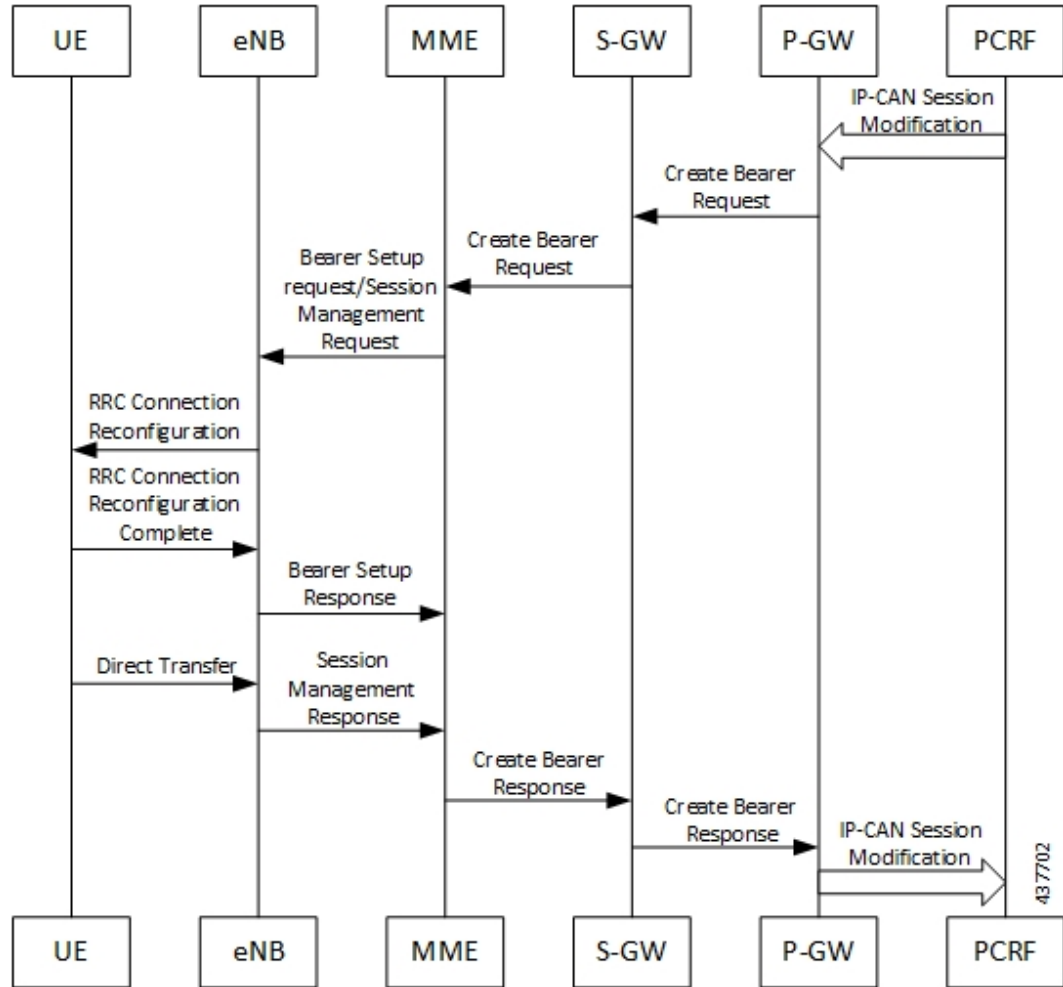 UE
eNB
MME
S-GW
P-GW
PCRF
IP-CAN Session
Modification
Create Bearer
Request
Create Bearer
Request
Bearer Setup
request/Session
Management
Request
RRC Connection
Reconfiguration
RRC Connection
Reconfiguration
Complete
Bearer Setup
Response
Direct Transfer
Session
Management
Response
Create Bearer
Response
Create Bearer
Response
IP-CAN Session
Modification
437702
UE
eNB
MME
S-GW
P-GW
PCRF